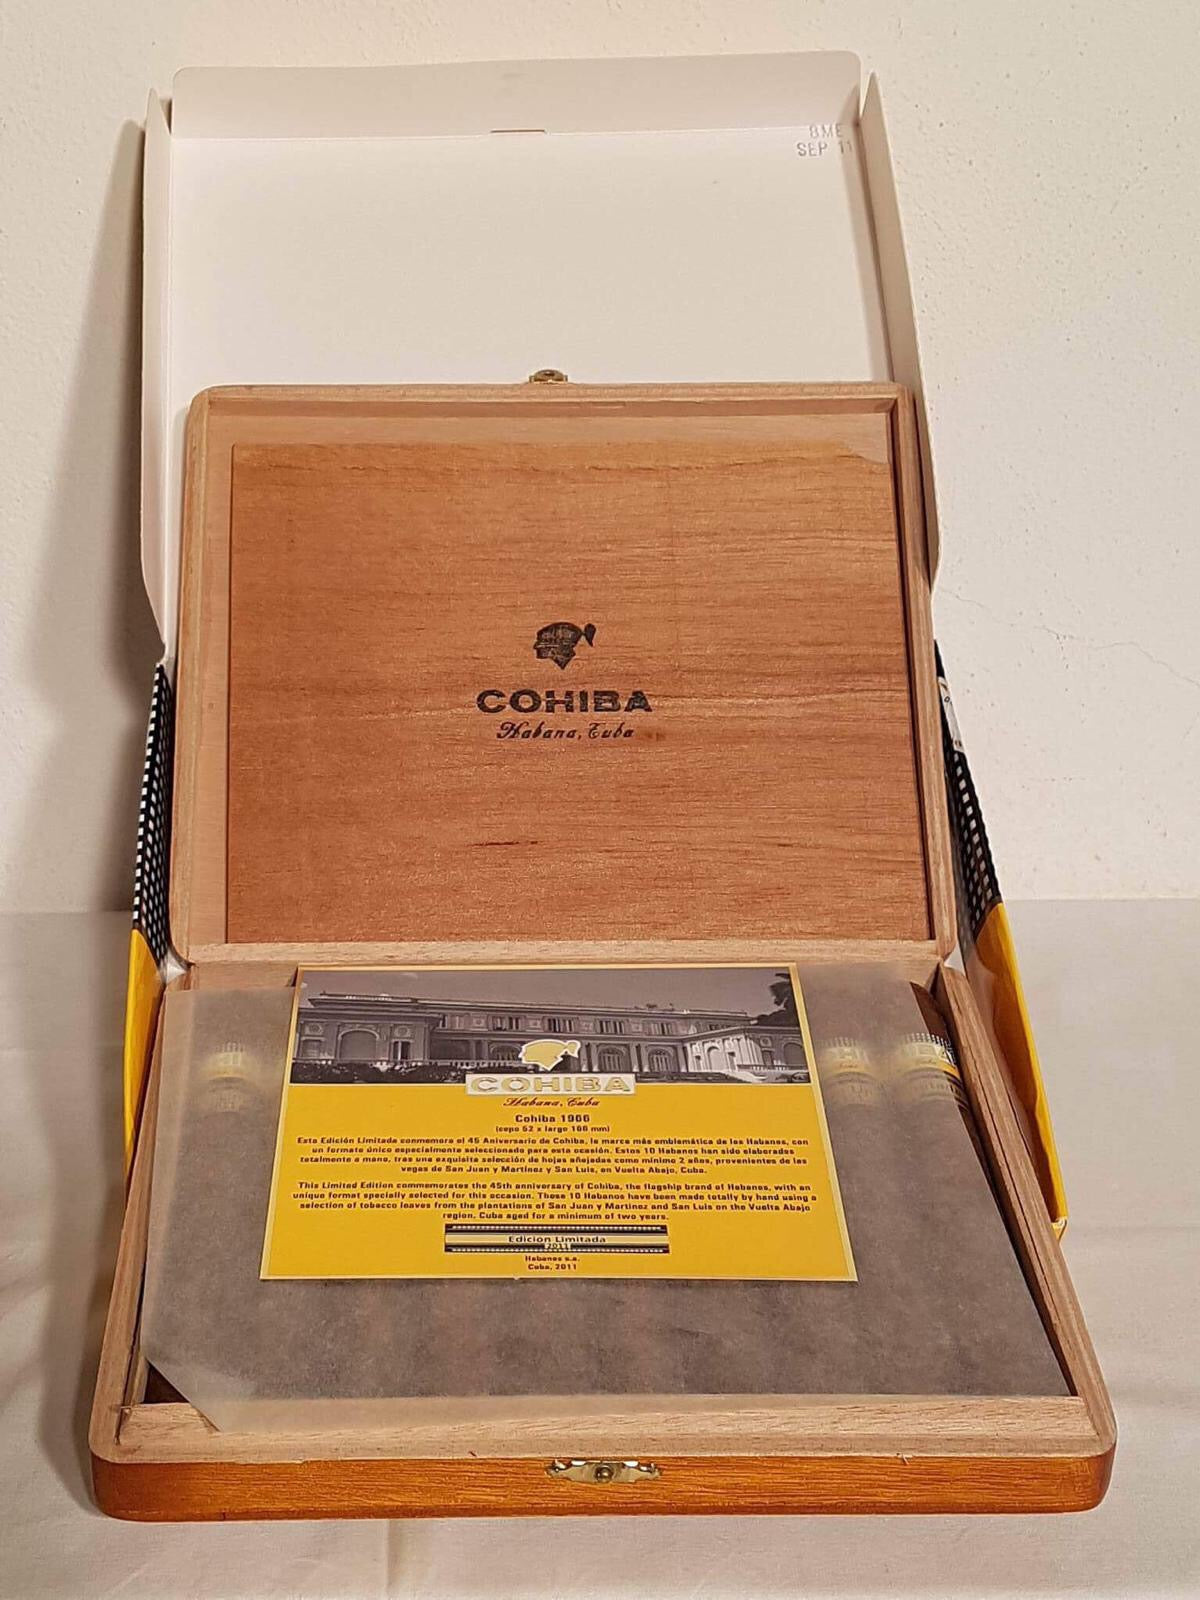 8ME
SEP 11
COHIBA
Habana, Cuba
COHIBA
Habana, Cuba
Cohiba 1966
(cepo 52 x largo 166 mm)
Esta Edición Limitada conmemora el 45 Aniversario de Cohiba, la marca más emblemática de los Habanos, con
un formato único especialmente seleccionado para esta ocasión. Estos 10 Habanos han sido elaborados
totalmente a mano, tras una exquisita selección de hojas añejadas como mínimo 2 años, provenientes de las
vegas de San Juan y Martínez y San Luis, en Vuelta Abajo, Cuba.
This Limited Edition commemorates the 45th anniversary of Cohiba, the flagship brand of Habanos, with an
unique format specially selected for this occasion. These 10 Habanos have been made totally by hand using a
selection of tobacco leaves from the plantations of San Juan y Martinez and San Luis on the Vuelta Abajo
region, Cuba aged for a minimum of two years.
Edición Limitada
2011
Habanos s.a.
Cuba, 2011